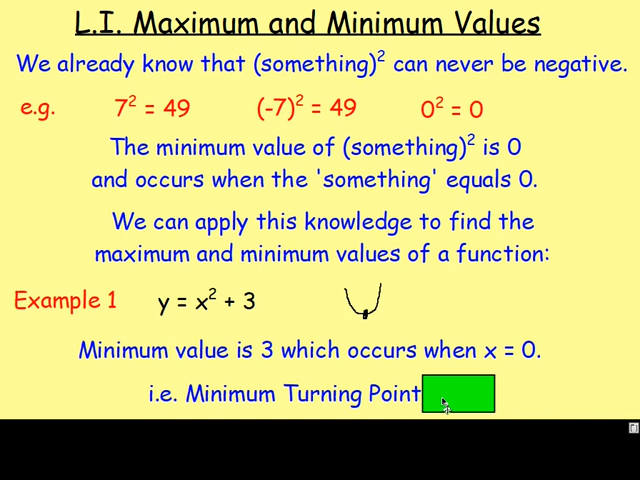 L.I. Maximum and Minimum Values
We already know that (something)² can never be negative.
e.g. 7² = 49 (-7)² = 49 0² = 0
The minimum value of (something)² is 0
and occurs when the 'something' equals 0.
We can apply this knowledge to find the
maximum and minimum values of a function:
Example 1 y = x² + 3
Minimum value is 3 which occurs when x = 0.
i.e. Minimum Turning Point